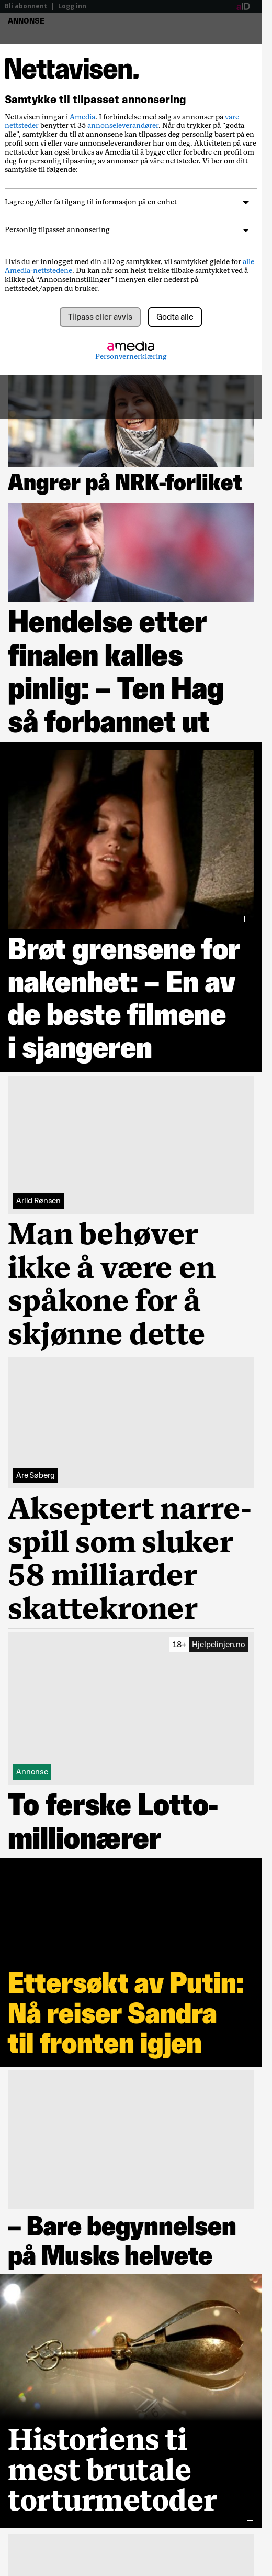 Bli abonnent | Logg inn
aID
ANNONSE
Nettavisen.
Samtykke til tilpasset annonsering
Nettavisen inngår i Amedia. I forbindelse med salg av annonser på våre
nettsteder benytter vi 35 annonseleverandører. Når du trykker på "godta
alle", samtykker du til at annonsene kan tilpasses deg personlig basert på en
profil som vi eller våre annonseleverandører har om deg. Aktiviteten på våre
nettsteder kan også brukes av Amedia til å bygge eller forbedre en profil om
deg for personlig tilpasning av annonser på våre nettsteder. Vi ber om ditt
samtykke til følgende:
Lagre og/eller få tilgang til informasjon på en enhet
Personlig tilpasset annonsering
Hvis du er innlogget med din aID og samtykker, vil samtykket gjelde for alle
Amedia-nettstedene. Du kan når som helst trekke tilbake samtykket ved å
klikke på “Annonseinnstillinger” i menyen eller nederst på
nettstedet/appen du bruker.
Tilpass eller avvis
Godta alle
amedia
Personvernerklæring
Angrer på NRK-forliket
Hendelse etter
finalen kalles
pinlig: – Ten Hag
så forbannet ut
Brøt grensene for
nakenhet: – En av
de beste filmene
i sjangeren
Arild Rønsen
Man behøver
ikke å være en
spåkone for å
skjønne dette
Are Søberg
Akseptert narre-
spill som sluker
58 milliarder
skattekroner
18+ Hjelpelinjen.no
Annonse
To ferske Lotto-
millionærer
Ettersøkt av Putin:
Nå reiser Sandra
til fronten igjen
– Bare begynnelsen
på Musks helvete
Historiens ti
mest brutale
torturmetoder